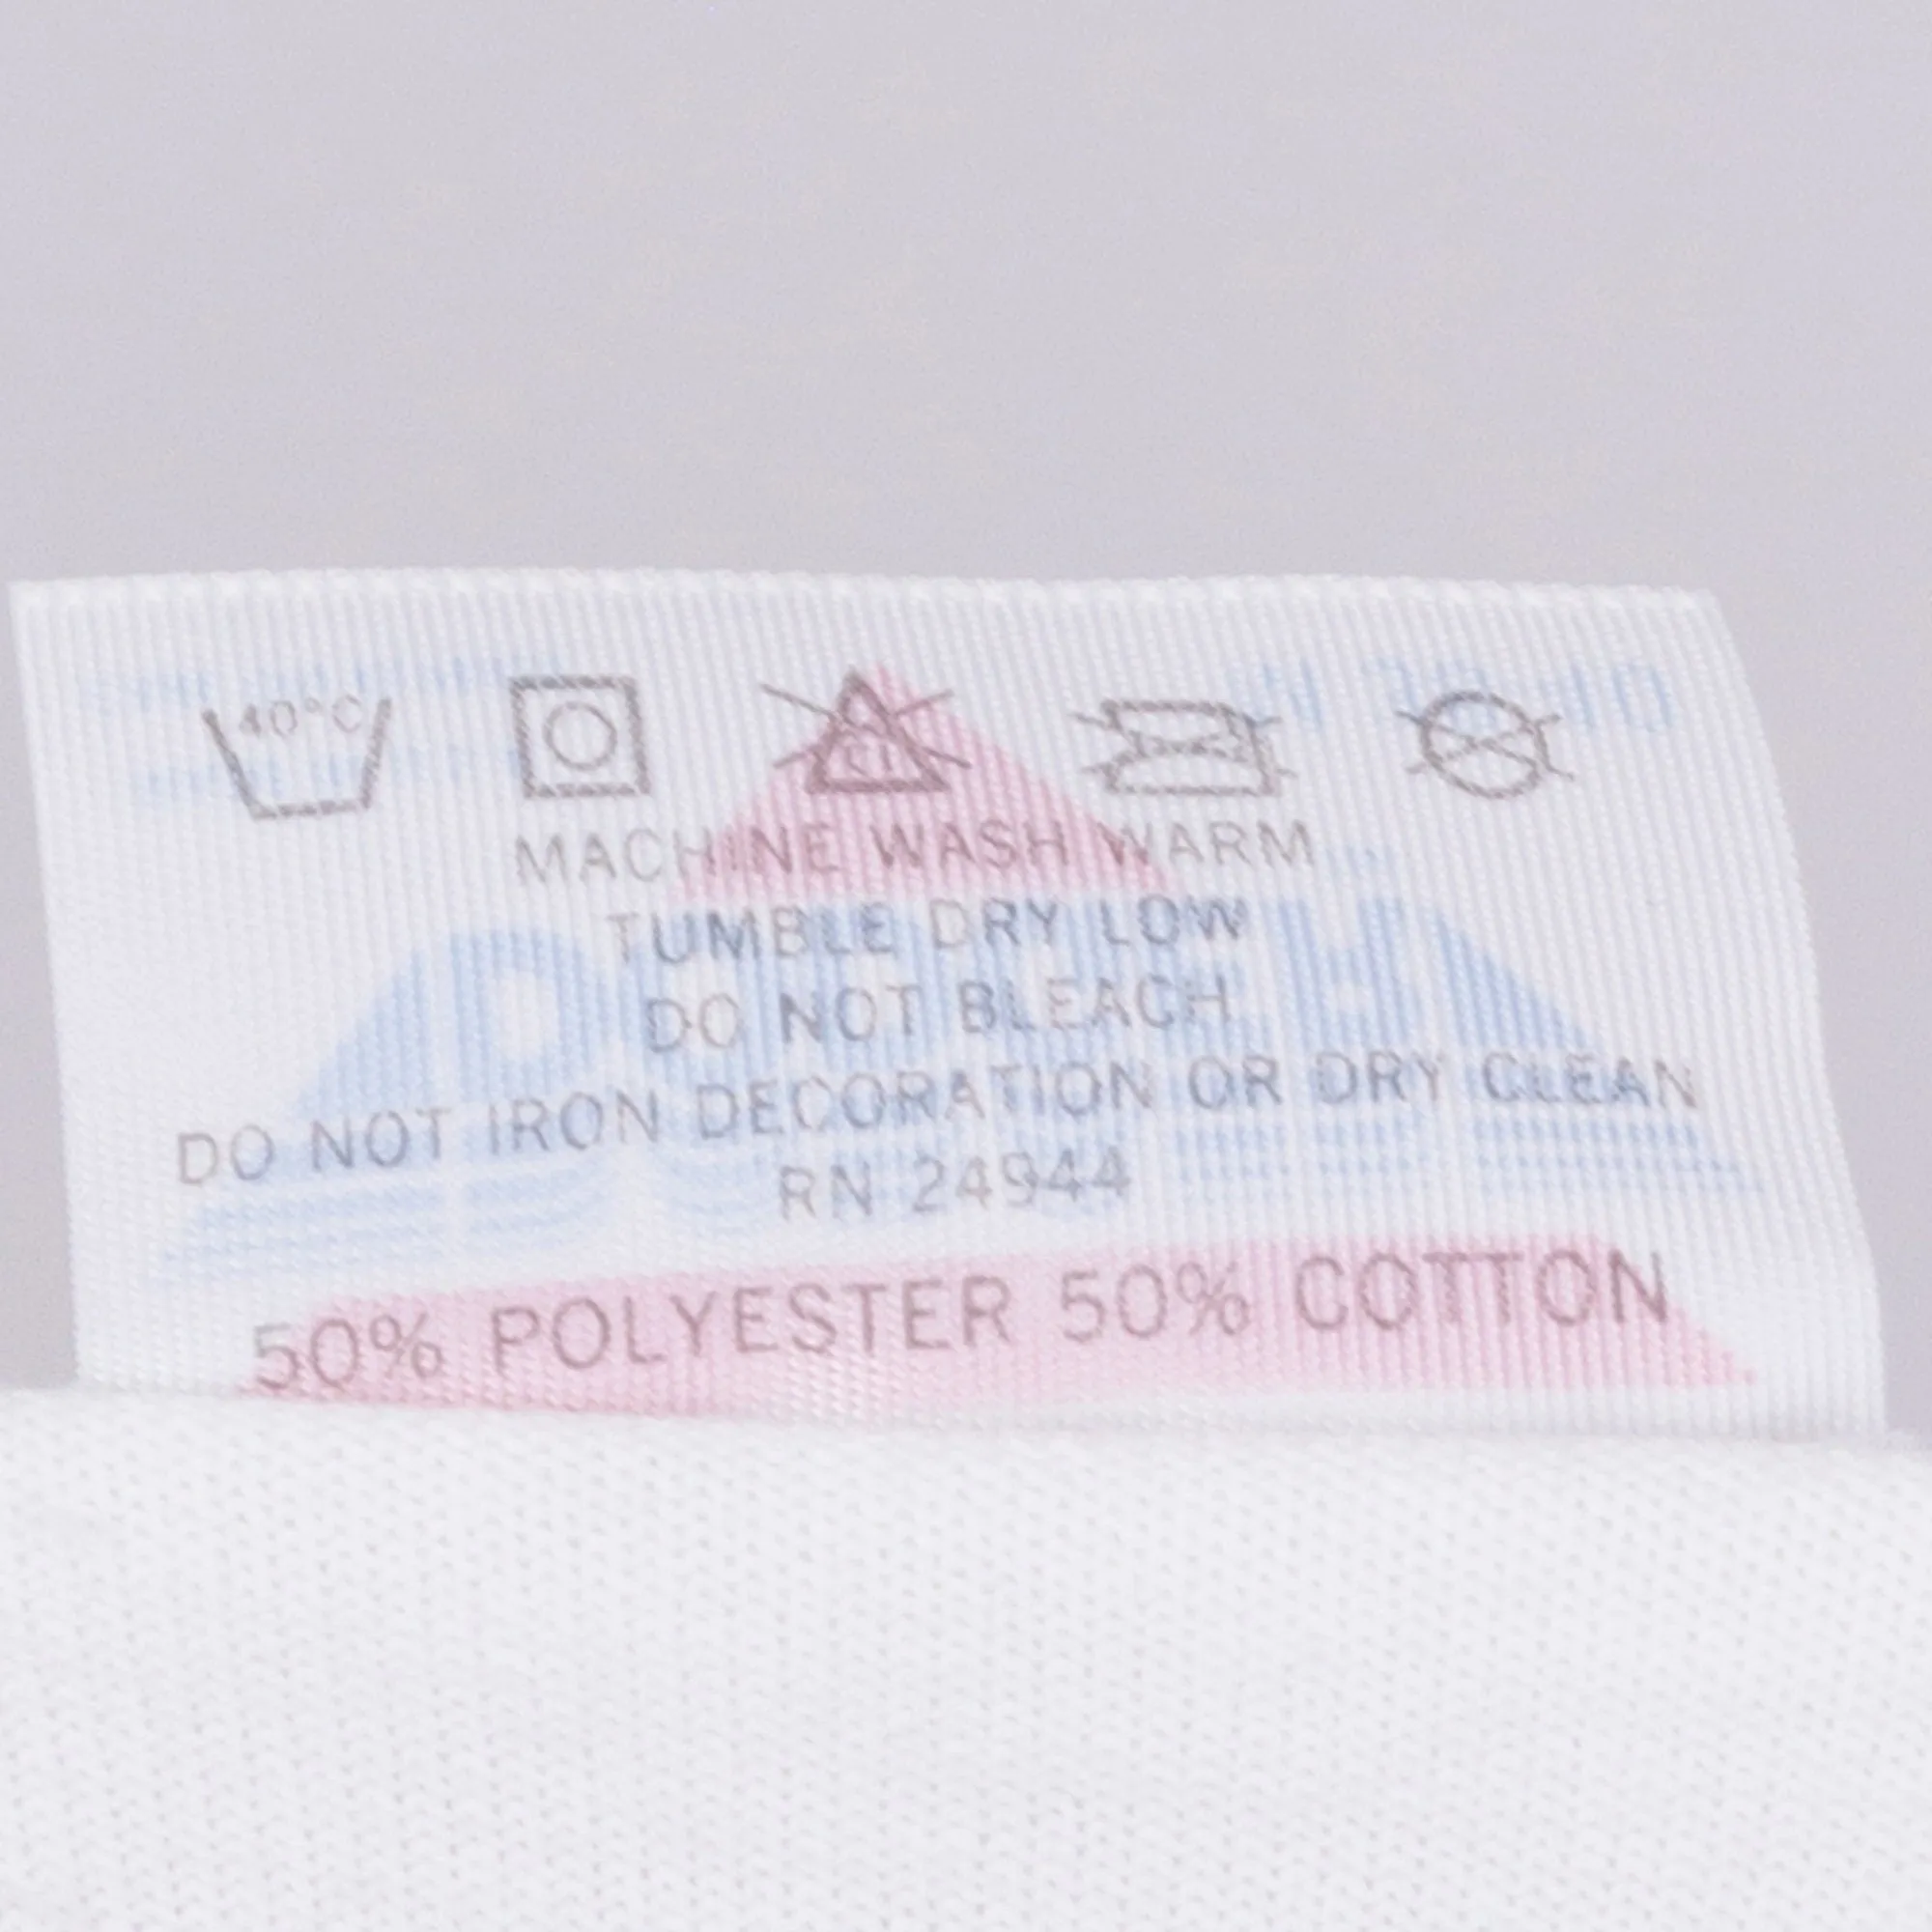 40°C
CL
MACHINE WASH WARM
TUMBLE DRY LOW
DO NOT BLEACH
DO NOT IRON DECORATION OR DRY CLEAN
RN 24944
50% POLYESTER 50% COTTON